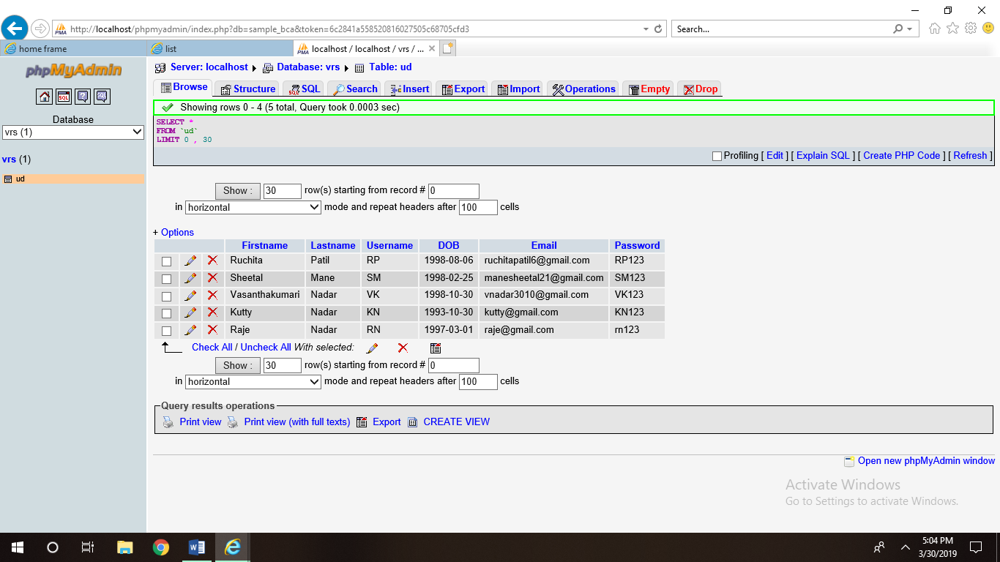 http://localhost/phpmyadmin/index.php?db=sample_bca&token=6c2841a558520816027505c68705cfd3
Search...
home frame
list
localhost / localhost / vrs / ...
phpMyAdmin
Server: localhost Database: vrs Table: ud
Browse Structure SQL Search Insert Export Import Operations Empty Drop
Showing rows 0 - 4 (5 total, Query took 0.0003 sec)
SELECT *
FROM `ud`
LIMIT 0 , 30
Profiling [ Edit ] [ Explain SQL ] [ Create PHP Code ] [ Refresh ]
Database
vrs (1)
vrs (1)
ud
Show : 30 row(s) starting from record # 0
in horizontal mode and repeat headers after 100 cells
+ Options
Firstname Lastname Username DOB Email Password
Ruchita Patil RP 1998-08-06 ruchitapatil6@gmail.com RP123
Sheetal Mane SM 1998-02-25 manesheetal21@gmail.com SM123
Vasanthakumari Nadar VK 1998-10-30 vnadar3010@gmail.com VK123
Kutty Nadar KN 1993-10-30 kutty@gmail.com KN123
Raje Nadar RN 1997-03-01 raje@gmail.com rn123
Check All / Uncheck All With selected:
Show : 30 row(s) starting from record # 0
in horizontal mode and repeat headers after 100 cells
Query results operations
Print view Print view (with full texts) Export CREATE VIEW
Open new phpMyAdmin window
Activate Windows
Go to Settings to activate Windows.
5:04 PM
3/30/2019